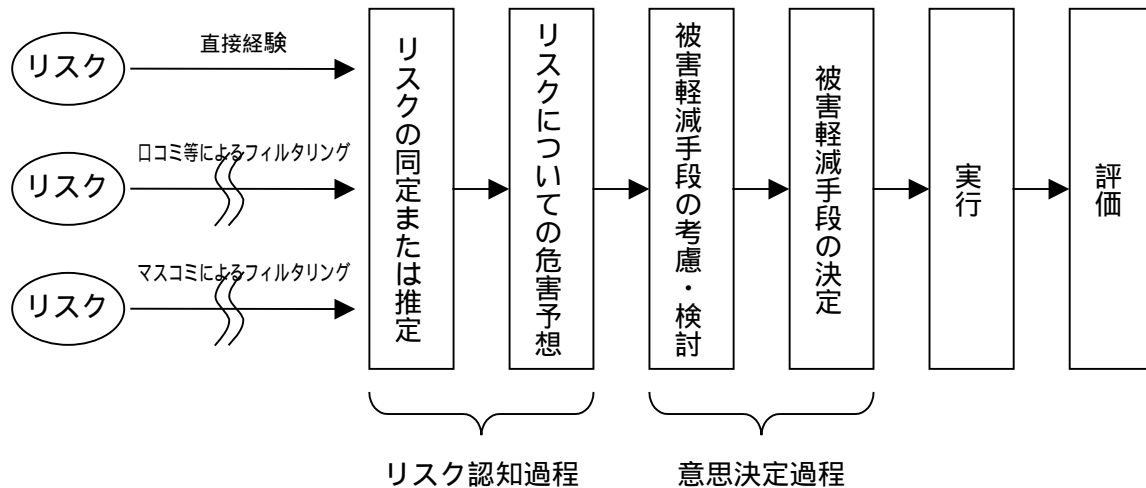 リスク
直接経験
リスク
口コミ等によるフィルタリング
リスク
マスコミによるフィルタリング
リスクの同定または推定
リスクについての危害予想
被害軽減手段の考慮・検討
被害軽減手段の決定
実行
評価
リスク認知過程
意思決定過程